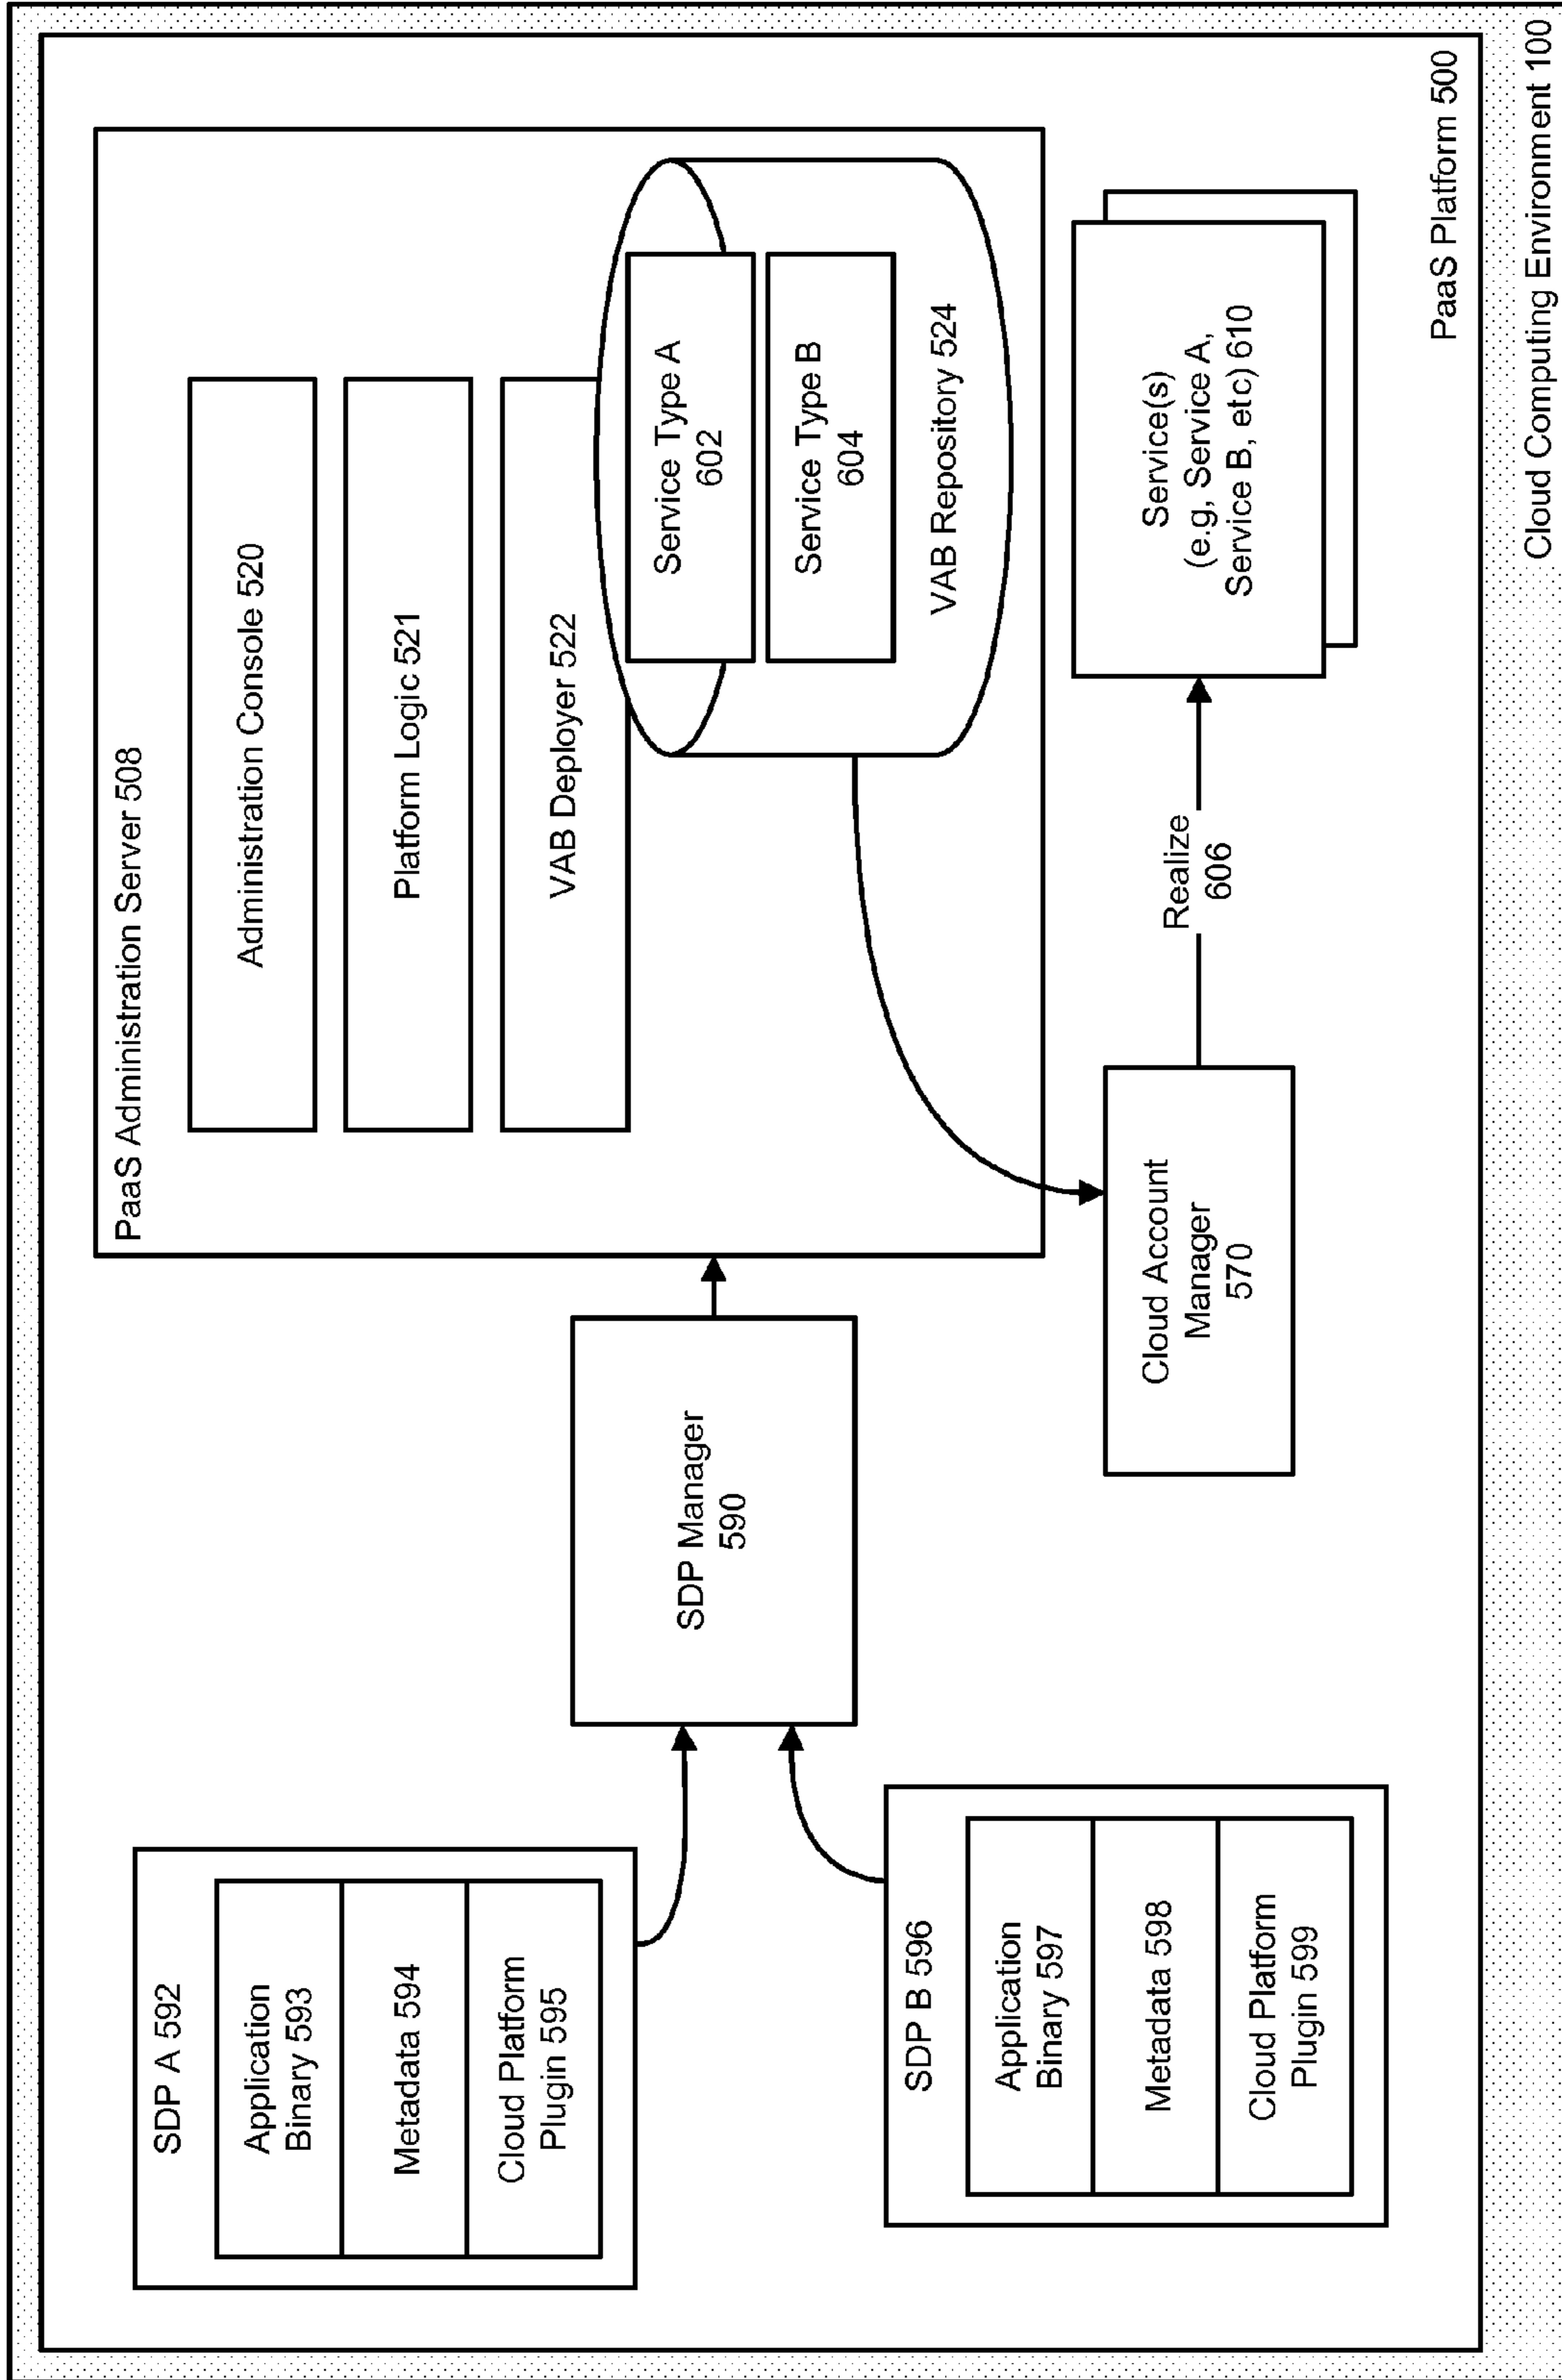 SDP A 592
Application
Binary 593
Metadata 594
Cloud Platform
Plugin 595
SDP B 596
Application
Binary 597
Metadata 598
Cloud Platform
Plugin 599
SDP Manager
590
PaaS Administration Server 508
Administration Console 520
Platform Logic 521
VAB Deployer 522
Service Type A
602
Service Type B
604
VAB Repository 524
Cloud Account
Manager
570
Realize
606
Service(s)
(e.g, Service A,
Service B, etc) 610
PaaS Platform 500
Cloud Computing Environment 100